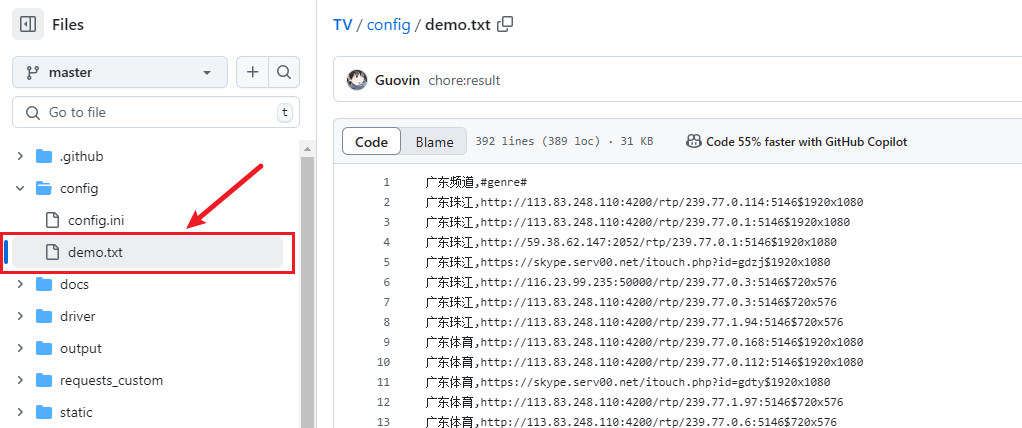 Files
master
Go to file
t
.github
config
config.ini
demo.txt
docs
driver
output
requests_custom
static
TV / config / demo.txt
Guovin chore:result
Code Blame 392 lines (389 loc) · 31 KB Code 55% faster with GitHub Copilot
1 广东频道,#genre#
2 广东珠江,http://113.83.248.110:4200/rtp/239.77.0.114:5146$1920x1080
3 广东珠江,http://113.83.248.110:4200/rtp/239.77.0.1:5146$1920x1080
4 广东珠江,http://59.38.62.147:2052/rtp/239.77.0.1:5146$1920x1080
5 广东珠江,https://skype.serv00.net/itouch.php?id=gdzj$1920x1080
6 广东珠江,http://116.23.99.235:50000/rtp/239.77.0.3:5146$720x576
7 广东珠江,http://113.83.248.110:4200/rtp/239.77.0.3:5146$720x576
8 广东珠江,http://113.83.248.110:4200/rtp/239.77.1.94:5146$720x576
9 广东体育,http://113.83.248.110:4200/rtp/239.77.0.168:5146$1920x1080
10 广东体育,http://113.83.248.110:4200/rtp/239.77.0.112:5146$1920x1080
11 广东体育,https://skype.serv00.net/itouch.php?id=gdty$1920x1080
12 广东体育,http://113.83.248.110:4200/rtp/239.77.1.97:5146$720x576
13 广东体育,http://113.83.248.110:4200/rtp/239.77.0.6:5146$720x576